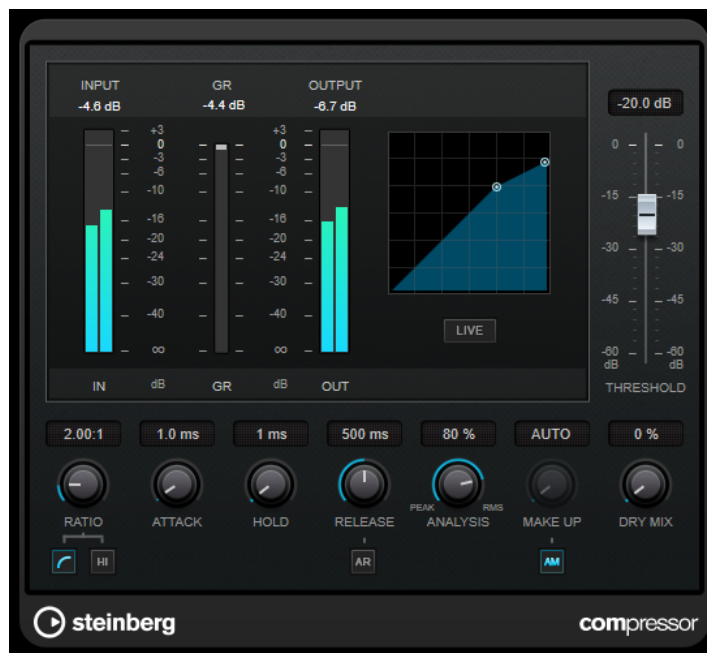 INPUT GR OUTPUT
-4.6 dB -4.4 dB -6.7 dB
-20.0 dB
+3 +3
0 0
-3 -3
-6 -6
-10 -10
-16 -16
-20 -20
-24 -24
-30 -30
-40 -40
∞ ∞
IN dB GR dB OUT
LIVE
0 0
-15 -15
-30 -30
-45 -45
-60 -60
dB dB
THRESHOLD
2.00:1 1.0 ms 1 ms 500 ms 80 % AUTO 0 %
PEAK RMS
RATIO ATTACK HOLD RELEASE ANALYSIS MAKE UP DRY MIX
HI AR AM
steinberg compressor